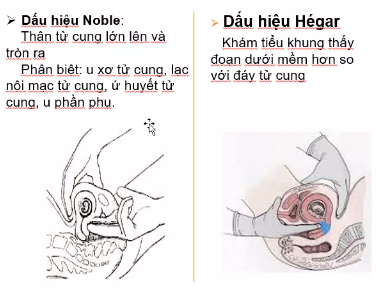 Dấu hiệu Noble:
Thân tử cung lớn lên và
tròn ra
Phân biệt: u xơ tử cung, lạc
nội mạc tử cung, ứ huyết tử
cung, u phần phụ.
Dấu hiệu Hégar
Khám tiểu khung thấy
đoạn dưới mềm hơn so
với đáy tử cung